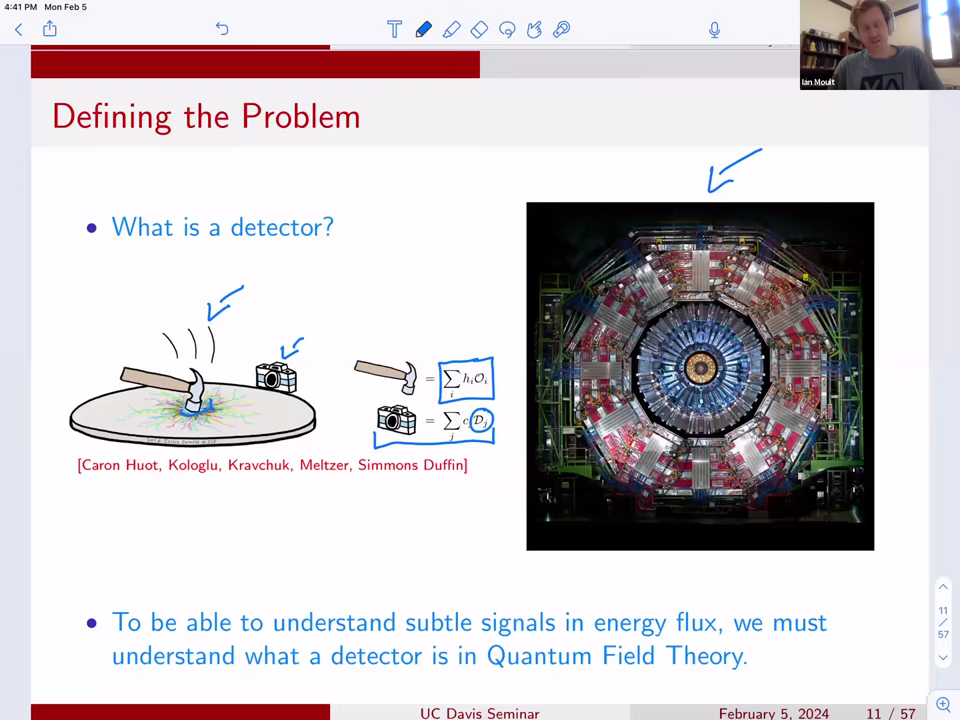 4:41 PM Mon Feb 5
Ian Moult
Defining the Problem
• What is a detector?
= ∑ᵢ hᵢ𝒪ᵢ
= ∑ⱼ cⱼ𝒟ⱼ
[Caron Huot, Kologlu, Kravchuk, Meltzer, Simmons Duffin]
• To be able to understand subtle signals in energy flux, we must
understand what a detector is in Quantum Field Theory.
11
/
57
UC Davis Seminar February 5, 2024 11 / 57